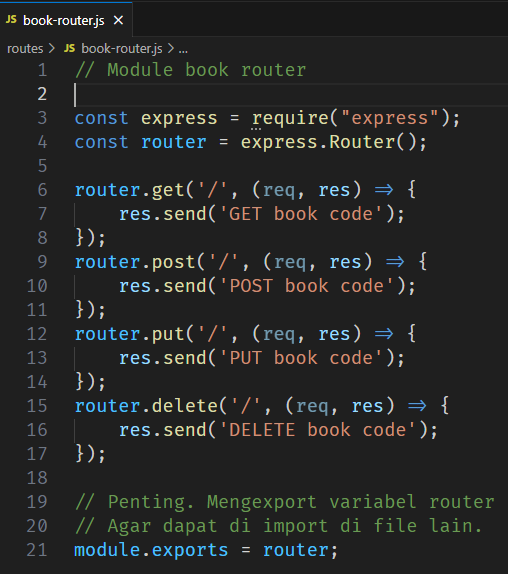 JS book-router.js ×
routes > JS book-router.js > ...
1 // Module book router
2
3 const express = require("express");
4 const router = express.Router();
5
6 router.get('/', (req, res) => {
7     res.send('GET book code');
8 });
9 router.post('/', (req, res) => {
10     res.send('POST book code');
11 });
12 router.put('/', (req, res) => {
13     res.send('PUT book code');
14 });
15 router.delete('/', (req, res) => {
16     res.send('DELETE book code');
17 });
18
19 // Penting. Mengexport variabel router
20 // Agar dapat di import di file lain.
21 module.exports = router;